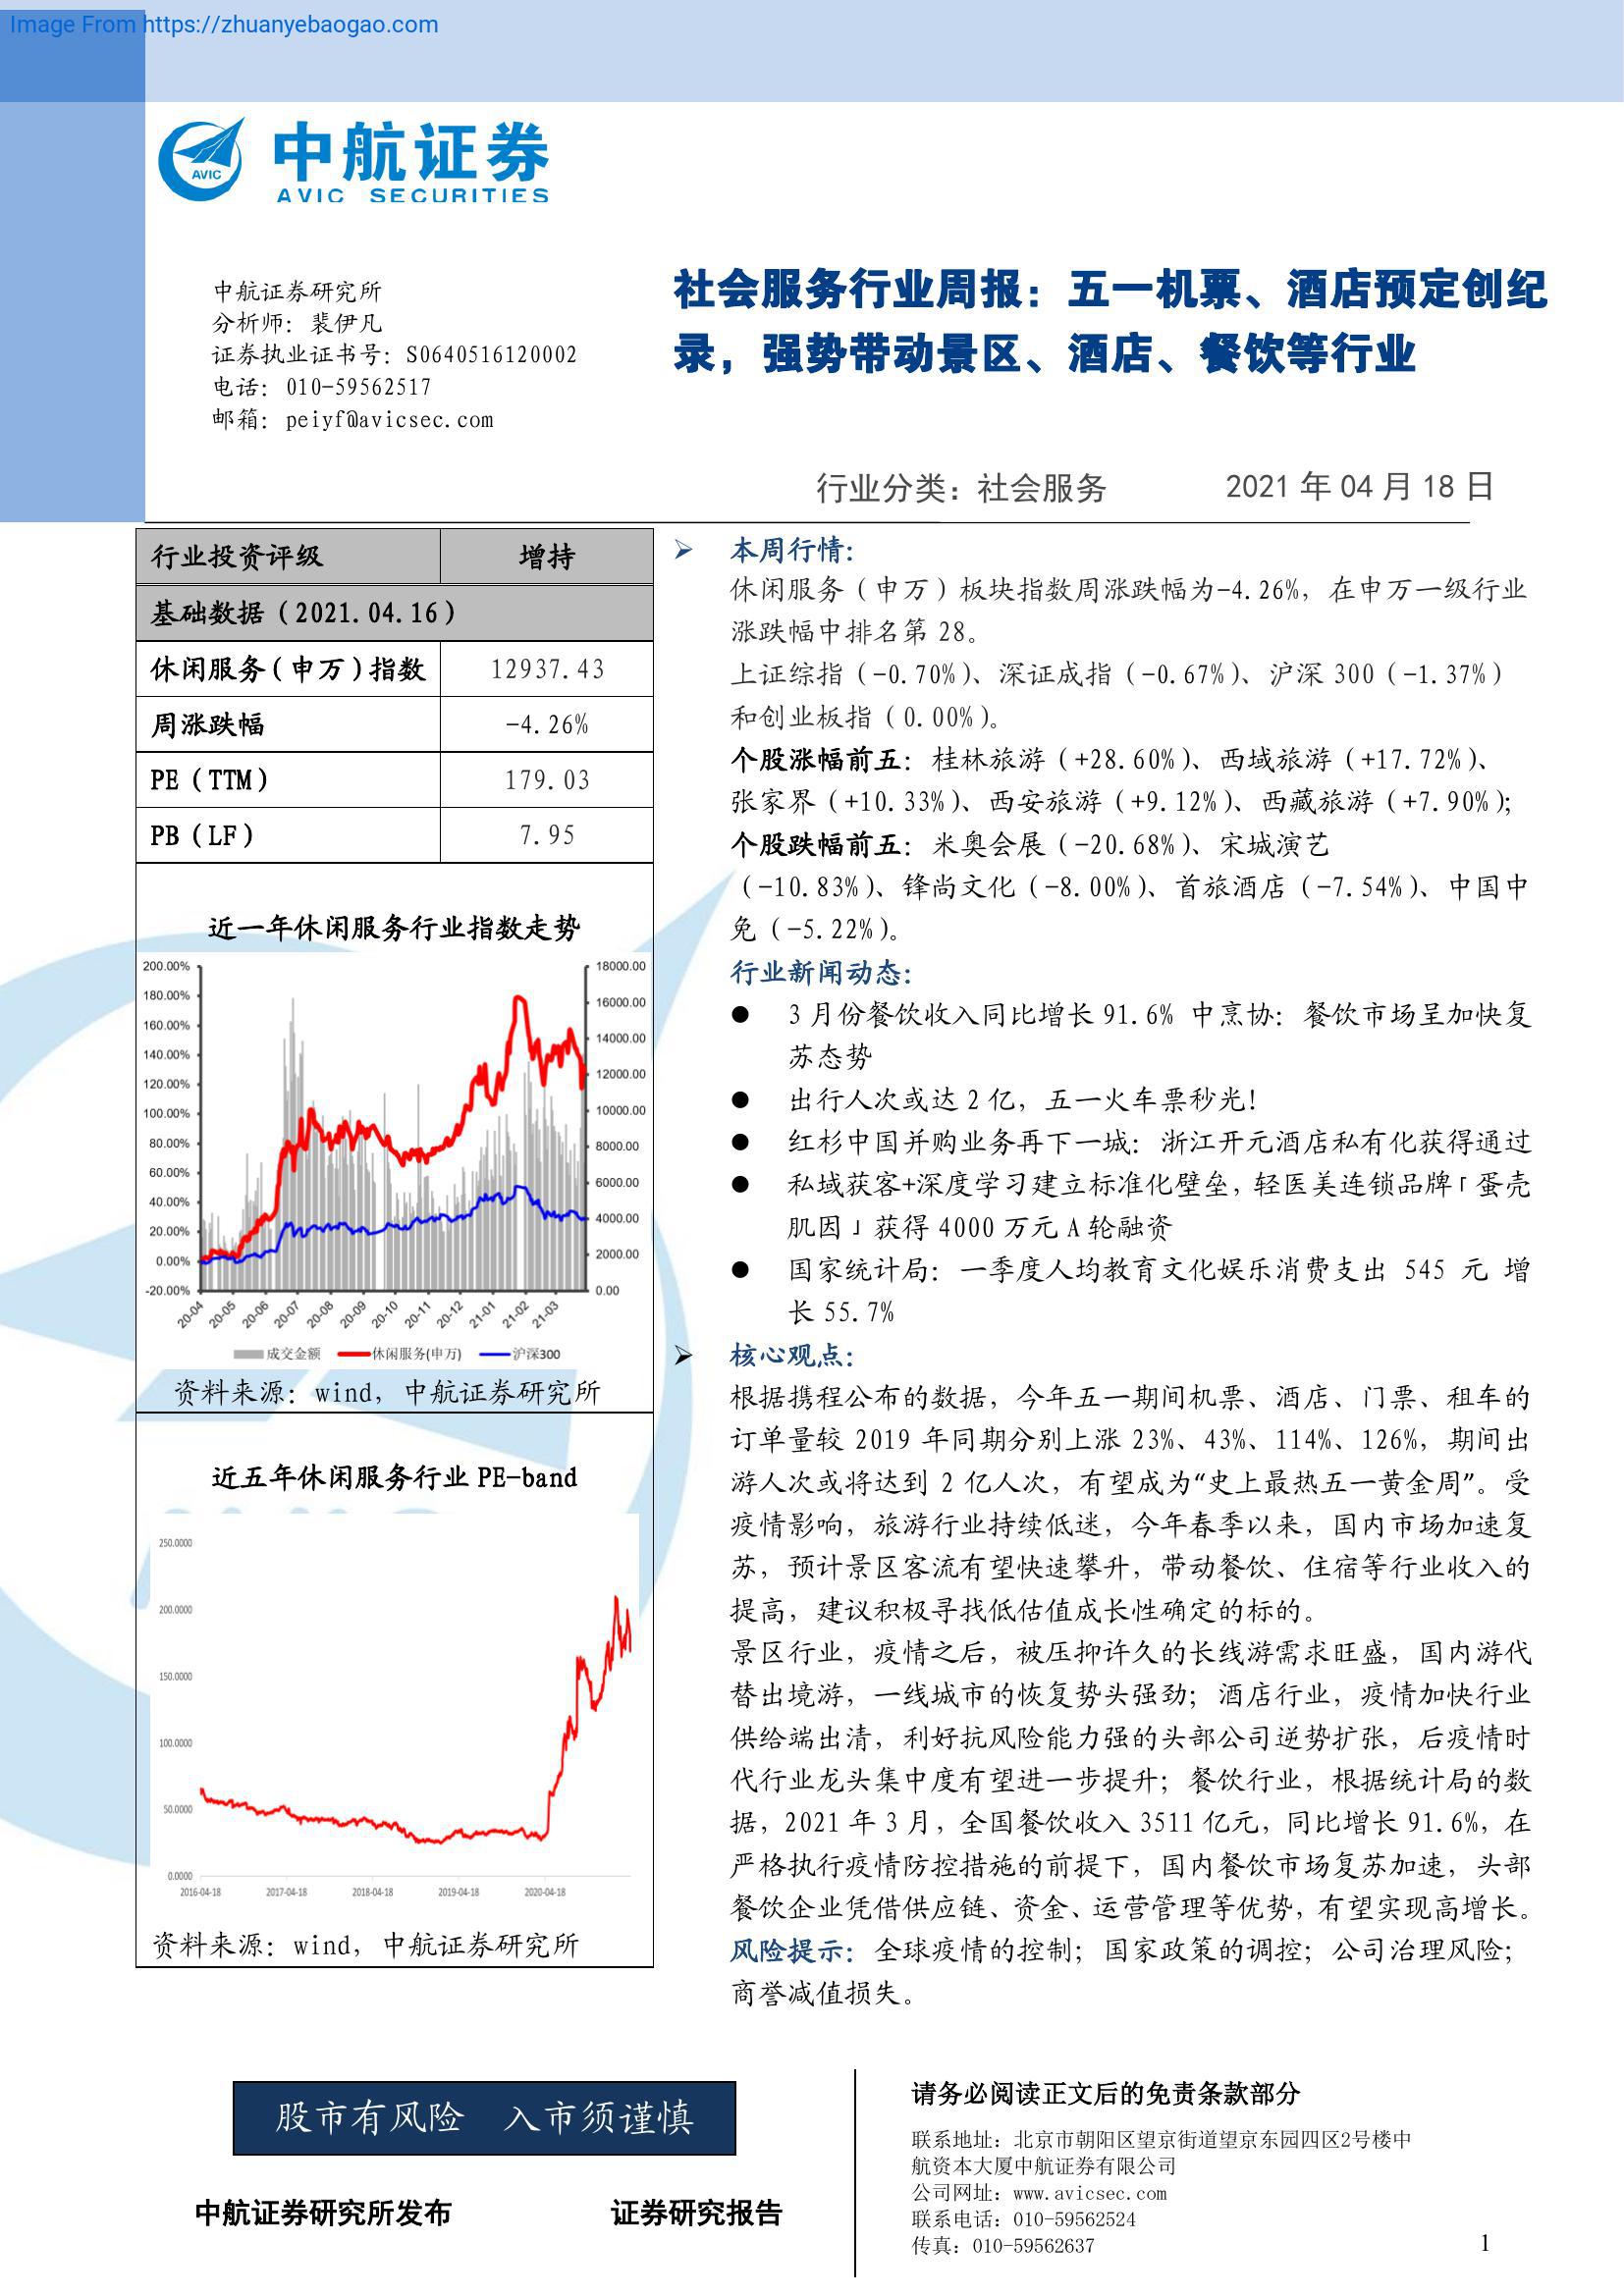 Image From https://zhuanyebaogao.com
AVIC
中航证券
AVIC SECURITIES
中航证券研究所
分析师：裴伊凡
证券执业证书号：S0640516120002
电话：010-59562517
邮箱：peiyf@avicsec.com
社会服务行业周报：五一机票、酒店预定创纪
录，强势带动景区、酒店、餐饮等行业
行业分类：社会服务 2021 年 04 月 18 日
行业投资评级 增持
基础数据（2021.04.16）
休闲服务(申万)指数 12937.43
周涨跌幅 -4.26%
PE（TTM） 179.03
PB（LF） 7.95
近一年休闲服务行业指数走势
200.00% 18000.00
180.00% 16000.00
160.00% 14000.00
140.00% 12000.00
120.00% 10000.00
100.00% 8000.00
80.00% 6000.00
60.00% 4000.00
40.00% 2000.00
20.00% 0.00
0.00%
-20.00%
20-04 20-05 20-06 20-07 20-08 20-09 20-10 20-11 20-12 21-01 21-02 21-03
成交金额 休闲服务(申万) 沪深300
资料来源：wind，中航证券研究所
近五年休闲服务行业 PE-band
250.0000
200.0000
150.0000
100.0000
50.0000
0.0000
2016-04-18 2017-04-18 2018-04-18 2019-04-18 2020-04-18
资料来源：wind，中航证券研究所
➢ 本周行情：
休闲服务（申万）板块指数周涨跌幅为-4.26%，在申万一级行业
涨跌幅中排名第 28。
上证综指（-0.70%）、深证成指（-0.67%）、沪深 300（-1.37%）
和创业板指（0.00%）。
个股涨幅前五：桂林旅游（+28.60%）、西域旅游（+17.72%）、
张家界（+10.33%）、西安旅游（+9.12%）、西藏旅游（+7.90%）；
个股跌幅前五：米奥会展（-20.68%）、宋城演艺
（-10.83%）、锋尚文化（-8.00%）、首旅酒店（-7.54%）、中国中
免（-5.22%）。
行业新闻动态：
● 3 月份餐饮收入同比增长 91.6% 中烹协：餐饮市场呈加快复
苏态势
● 出行人次或达 2 亿，五一火车票秒光！
● 红杉中国并购业务再下一城：浙江开元酒店私有化获得通过
● 私域获客+深度学习建立标准化壁垒，轻医美连锁品牌「蛋壳
肌因」获得 4000 万元 A 轮融资
● 国家统计局：一季度人均教育文化娱乐消费支出 545 元 增
长 55.7%
➢ 核心观点：
根据携程公布的数据，今年五一期间机票、酒店、门票、租车的
订单量较 2019 年同期分别上涨 23%、43%、114%、126%，期间出
游人次或将达到 2 亿人次，有望成为“史上最热五一黄金周”。受
疫情影响，旅游行业持续低迷，今年春季以来，国内市场加速复
苏，预计景区客流有望快速攀升，带动餐饮、住宿等行业收入的
提高，建议积极寻找低估值成长性确定的标的。
景区行业，疫情之后，被压抑许久的长线游需求旺盛，国内游代
替出境游，一线城市的恢复势头强劲；酒店行业，疫情加快行业
供给端出清，利好抗风险能力强的头部公司逆势扩张，后疫情时
代行业龙头集中度有望进一步提升；餐饮行业，根据统计局的数
据，2021 年 3 月，全国餐饮收入 3511 亿元，同比增长 91.6%，在
严格执行疫情防控措施的前提下，国内餐饮市场复苏加速，头部
餐饮企业凭借供应链、资金、运营管理等优势，有望实现高增长。
风险提示：全球疫情的控制；国家政策的调控；公司治理风险；
商誉减值损失。
股市有风险 入市须谨慎
中航证券研究所发布 证券研究报告
请务必阅读正文后的免责条款部分
联系地址：北京市朝阳区望京街道望京东园四区2号楼中
航资本大厦中航证券有限公司
公司网址：www.avicsec.com
联系电话：010-59562524
传真：010-59562637
1